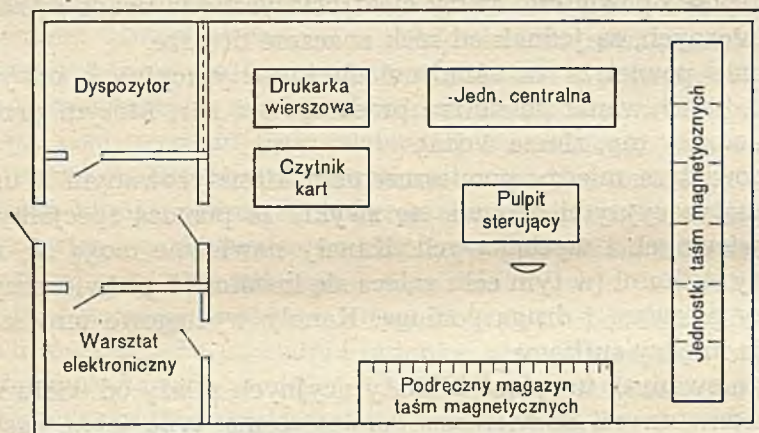 Dyspozytor
Drukarka
wierszowa
-Jedn. centralna
Czytnik
kart
Pulpit
sterujący
Jednostki taśm magnetycznych
Warsztat
elektroniczny
Podręczny magazyn
taśm magnetycznych